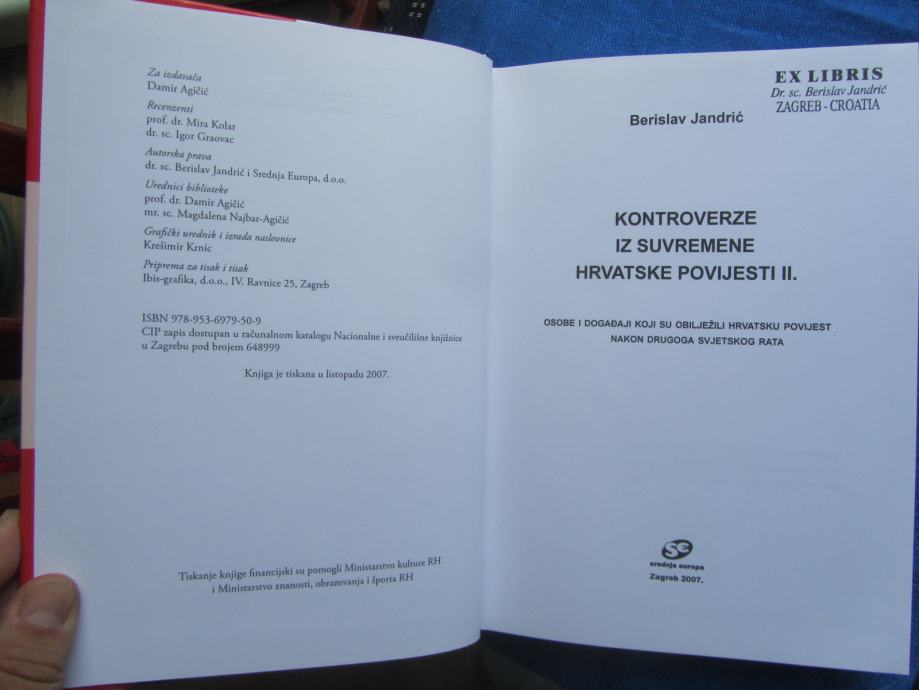 Za izdavača
Damir Agičić
Recenzenti
prof. dr. Mira Kolar
dr. sc. Igor Graovac
Autorska prava
dr. sc. Berislav Jandrić i Srednja Europa, d.o.o.
Urednici biblioteke
prof. dr. Damir Agičić
mr. sc. Magdalena Najbar-Agičić
Grafički urednik i izrada naslovnice
Krešimir Krnic
Priprema za tisak i tisak
Ibis-grafika, d.o.o., IV. Ravnice 25, Zagreb
ISBN 978-953-6979-50-9
CIP zapis dostupan u računalnom katalogu Nacionalne i sveučilišne knjižnice
u Zagrebu pod brojem 648999
Knjiga je tiskana u listopadu 2007.
Tiskanje knjige financijski su pomogli Ministarstvo kulture RH
i Ministarstvo znanosti, obrazovanja i športa RH
EX LIBRIS
Dr. sc. Berislav Jandrić
ZAGREB - CROATIA
Berislav Jandrić
KONTROVERZE
IZ SUVREMENE
HRVATSKE POVIJESTI II.
OSOBE I DOGAĐAJI KOJI SU OBILJEŽILI HRVATSKU POVIJEST
NAKON DRUGOGA SVJETSKOG RATA
se
srednja europa
Zagreb 2007.